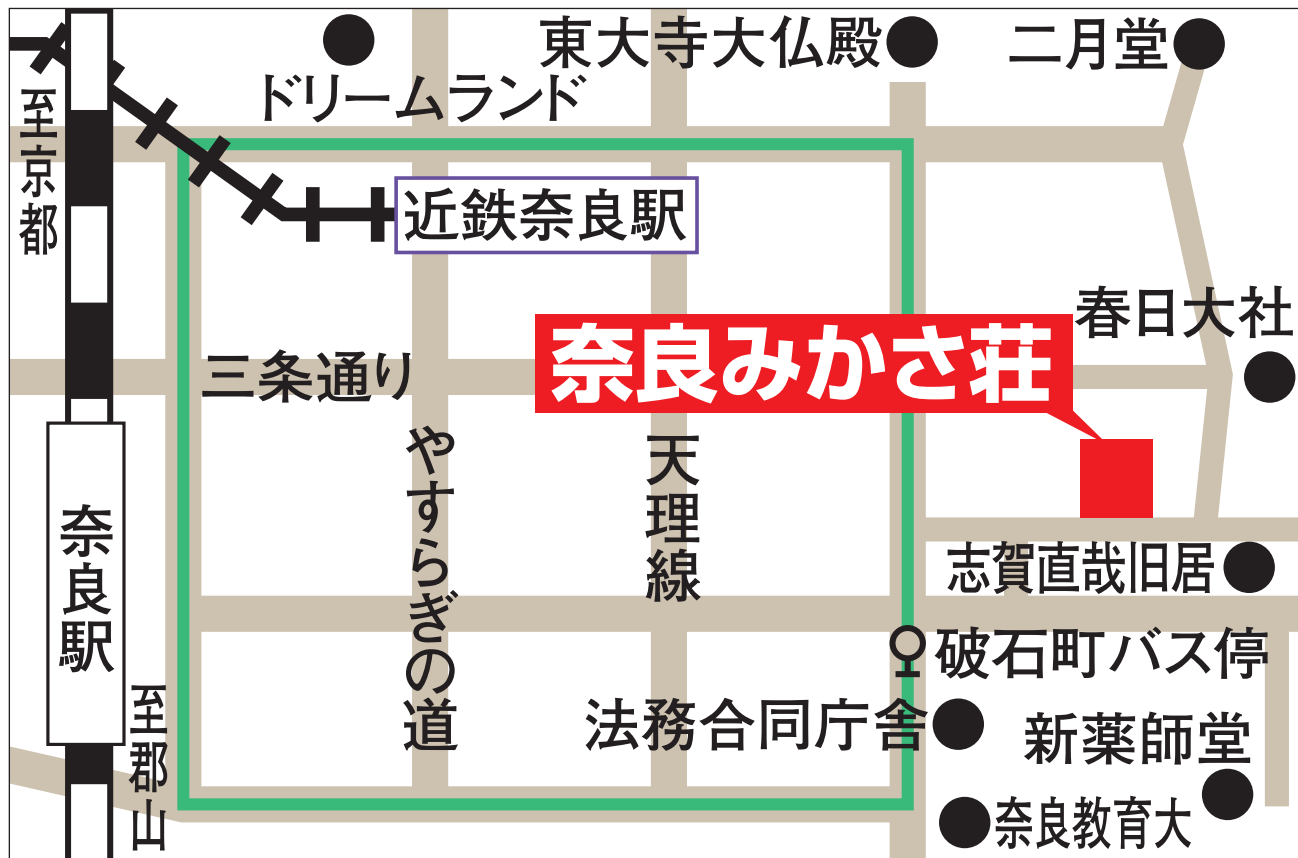 東大寺大仏殿
二月堂
ドリームランド
至京都
近鉄奈良駅
春日大社
奈良みかさ荘
三条通り
やすらぎの道
天理線
奈良駅
志賀直哉旧居
破石町バス停
至郡山
法務合同庁舎
新薬師堂
奈良教育大